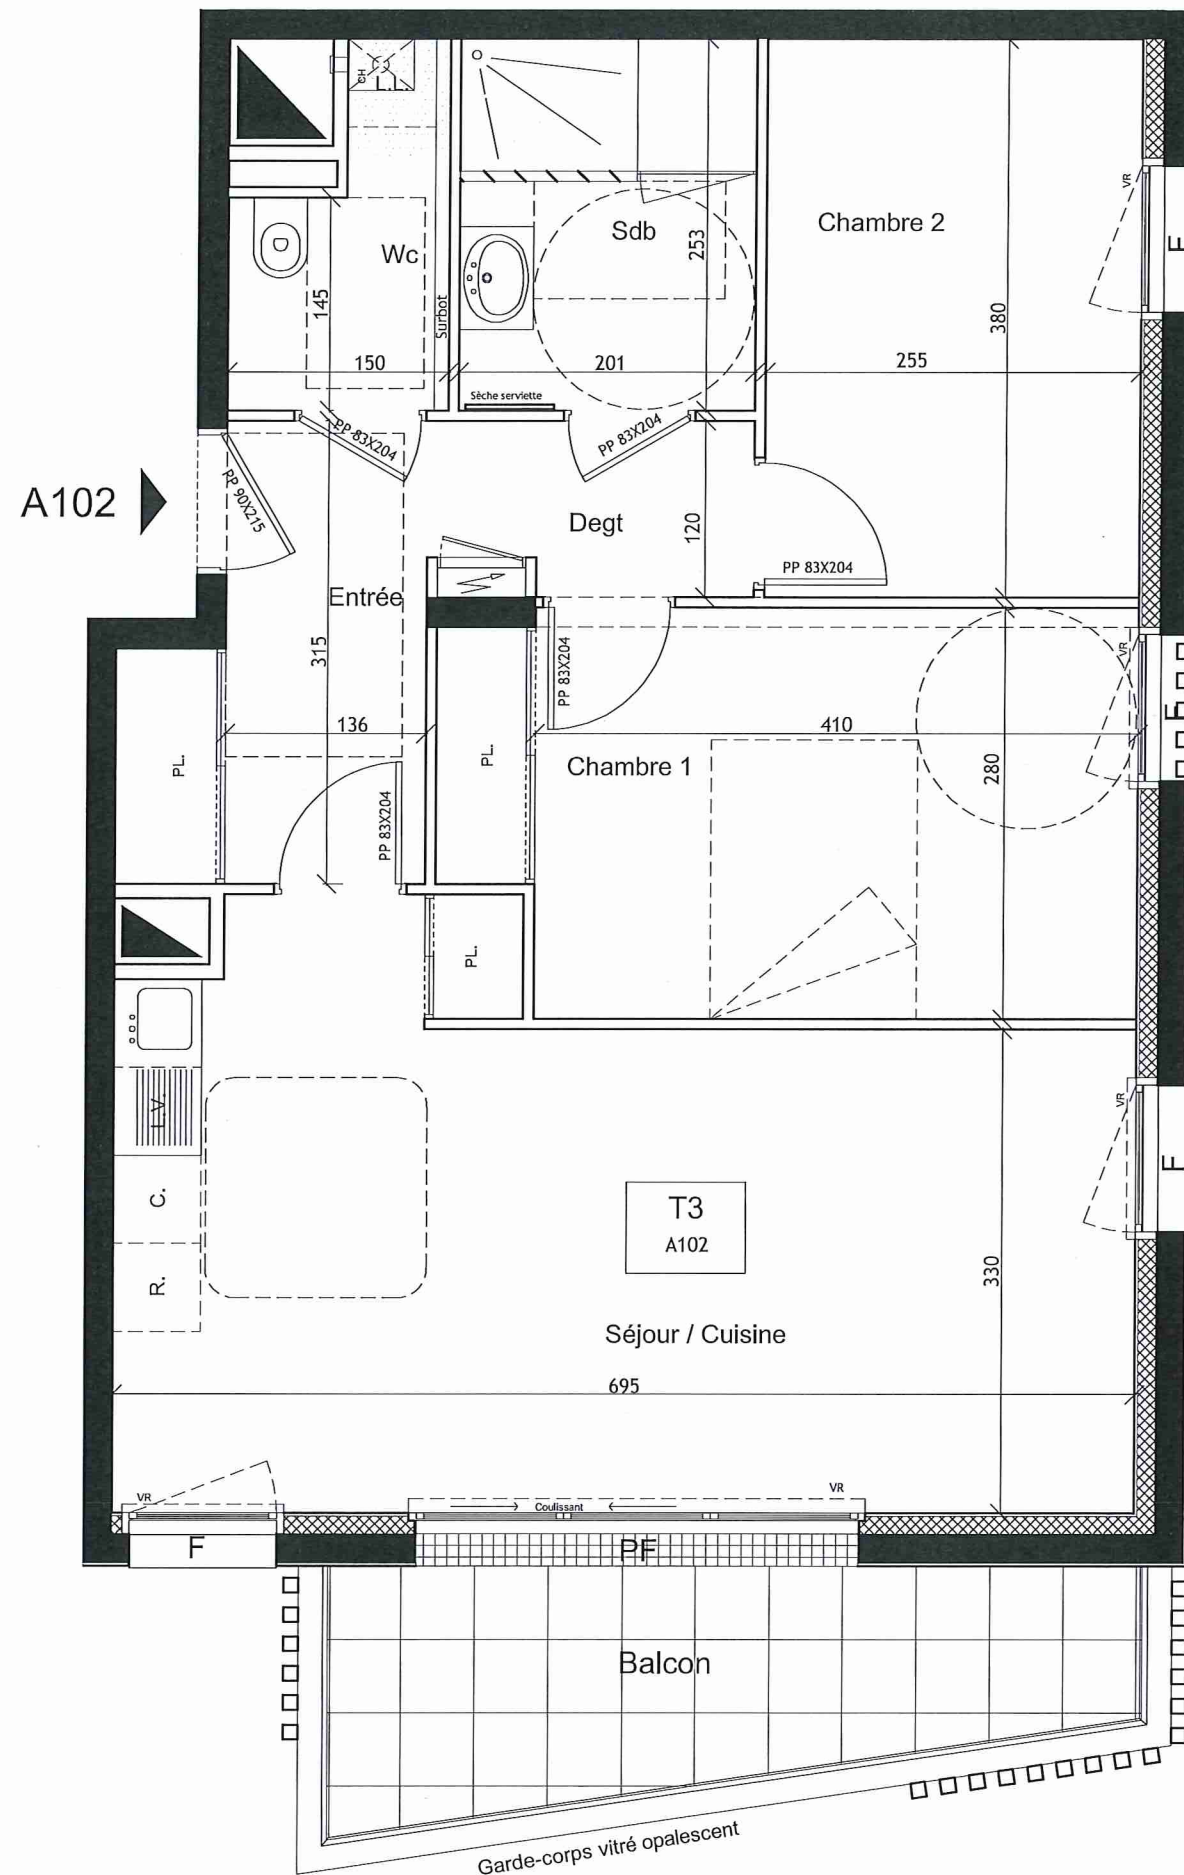 CH
L.L.
Wc
145
Surbot
150
Sdb
253
201
Sèche serviette
Chambre 2
380
255
VR
F
A102
PP 90X215
PP 83X204
PP 83X204
Degt
120
PP 83X204
Entrée
315
136
PL.
PL.
PP 83X204
PP 83X204
Chambre 1
410
280
VR
F
PL.
L.V.
C.
R.
T3
A102
Séjour / Cuisine
330
695
VR
F
VR
Coulissant
VR
F
PF
Balcon
Garde-corps vitré opalescent